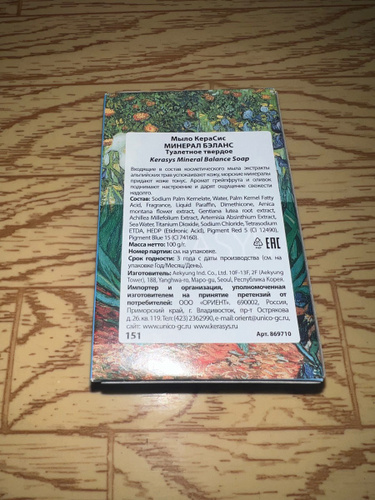 Мыло КераСис
МИНЕРАЛ БЭЛАНС
Туалетное твердое
Kerasys Mineral Balance Soap
Входящие в состав косметического мыла экстракты
альпийских трав успокаивают кожу, морские минералы
придают коже тонус. Аромат грейпфрута и оливок
поднимают настроение и дарят ощущение свежести
надолго.
Состав: Sodium Palm Kernelate, Water, Palm Kernel Fatty
Acid, Fragrance, Liquid Paraffin, Dimethicone, Arnica
montana flower extract, Gentiana lutea root extract,
Achillea Millefolium Extract, Artemisia Absinthium Extract,
Sea Water, Titanium Dioxide, Sodium Chloride, Tetrasodium
EDTA, HEDP (Etidronic Acid), Pigment Red 5 (CI 12490),
Pigment Blue 15 (CI 74160).
Масса нетто: 100 g/г.
Номер партии: см. на упаковке.
EAC
Срок годности: 3 года с даты производства (см. на
упаковке Год/Месяц/День).
Изготовитель: Aekyung Ind. Co., Ltd. 10F-13F, 2F (Aekyung
Tower), 188, Yanghwa-ro, Mapo-gu, Seoul, Республика Корея.
Импортер и организация, уполномоченная
изготовителем на принятие претензий от
потребителей: ООО «ОРИЕНТ», 690002, Россия,
Приморский край, г. Владивосток, пр-т Острякова
д. 26 кв. 119. Тел: (423) 2362990, e-mail: orient@unico-gc.ru,
сайт: www.unico-gc.ru www.kerasys.ru
151
Арт. 869710